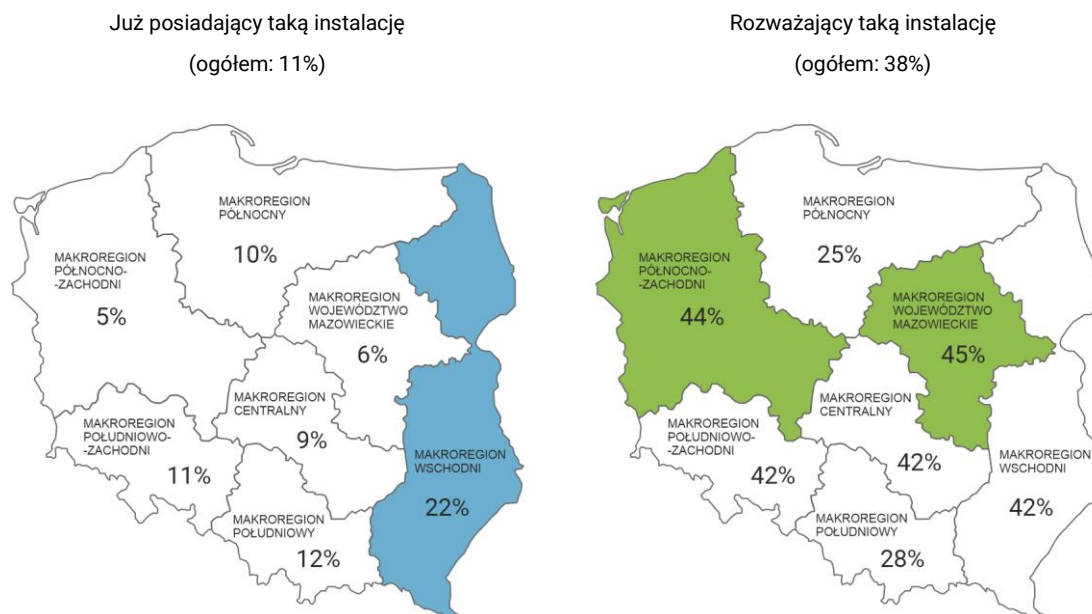 Już posiadający taką instalację
(ogółem: 11%)
MAKROREGION
PÓŁNOCNY
10%
MAKROREGION
PÓŁNOCNO-
-ZACHODNI
5%
MAKROREGION
WOJEWÓDZTWO
MAZOWIECKIE
6%
MAKROREGION
CENTRALNY
9%
MAKROREGION
POŁUDNIOWO-
-ZACHODNI
11%
MAKROREGION
WSCHODNI
22%
MAKROREGION
POŁUDNIOWY
12%
Rozważający taką instalację
(ogółem: 38%)
MAKROREGION
PÓŁNOCNY
25%
MAKROREGION
PÓŁNOCNO-
-ZACHODNI
44%
MAKROREGION
WOJEWÓDZTWO
MAZOWIECKIE
45%
MAKROREGION
CENTRALNY
42%
MAKROREGION
POŁUDNIOWO-
-ZACHODNI
42%
MAKROREGION
WSCHODNI
42%
MAKROREGION
POŁUDNIOWY
28%